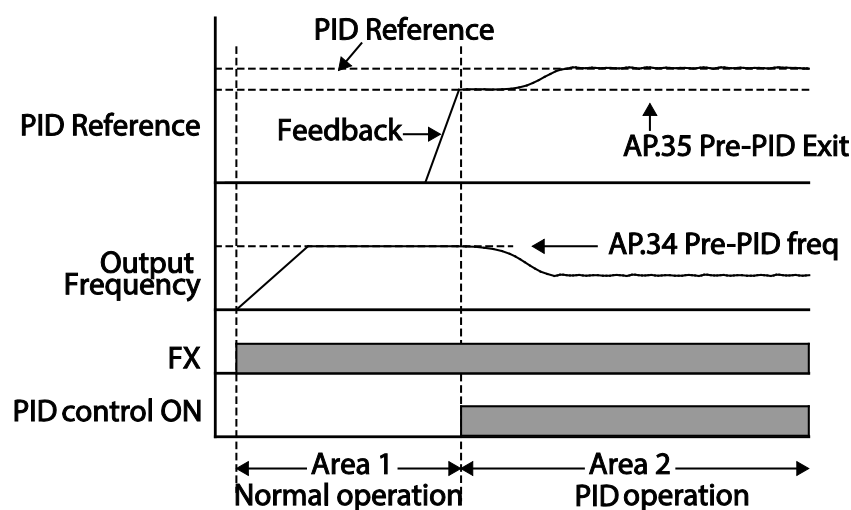 PID Reference
PID Reference
Feedback
AP.35 Pre-PID Exit
AP.34 Pre-PID freq
Output
Frequency
FX
PID control ON
Area 1
Area 2
Normal operation
PID operation